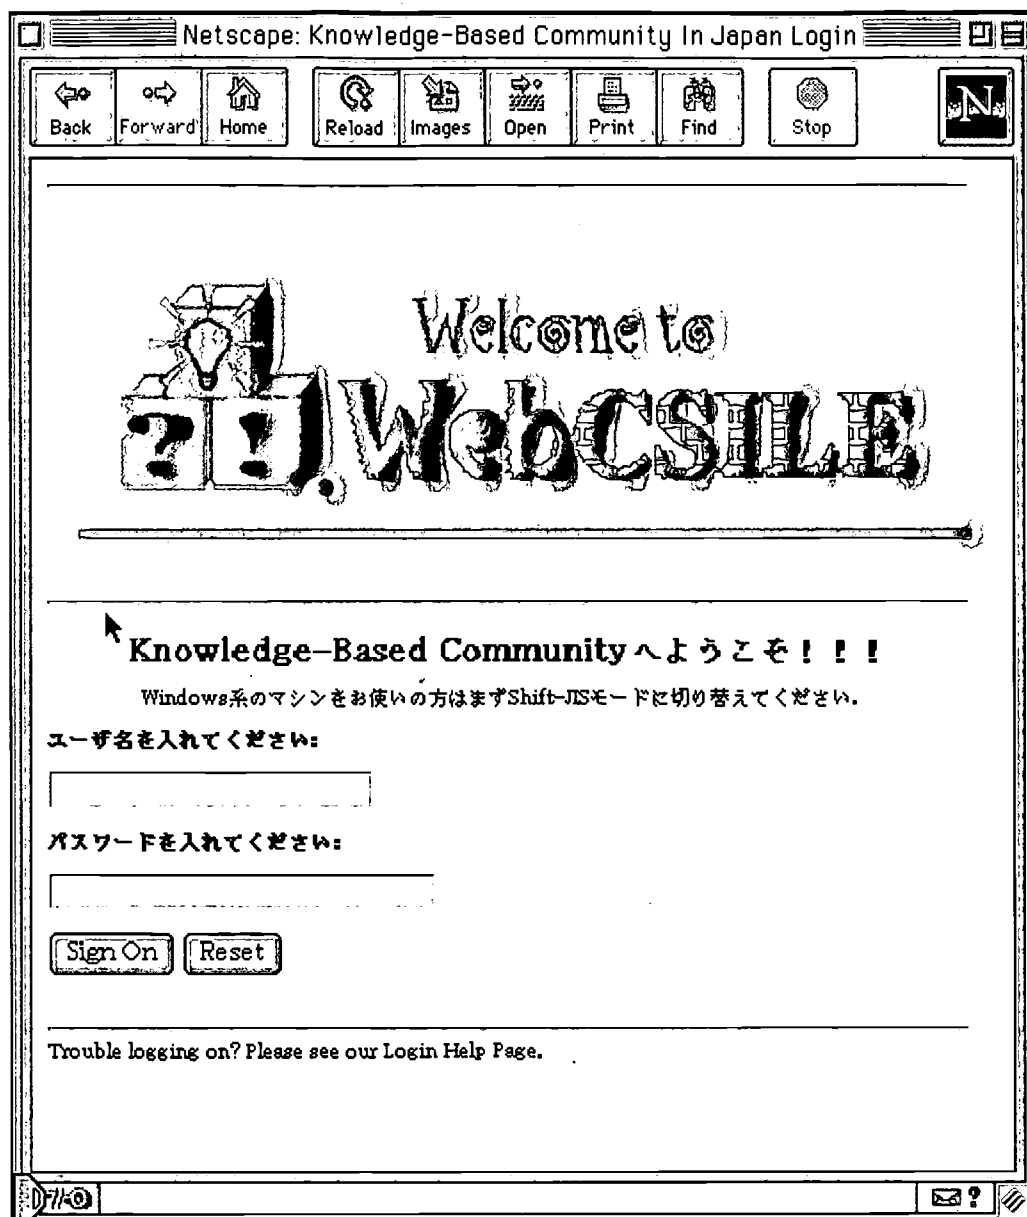 Netscape: Knowledge-Based Community In Japan Login
Back Forward Home Reload Images Open Print Find Stop N
? !
Welcome to
WebCSILE
Knowledge-Based Communityへようこそ！！！
Windows系のマシンをお使いの方はまずShift-JISモードに切り替えてください。
ユーザ名を入れてください：
パスワードを入れてください：
Sign On Reset
Trouble logging on? Please see our Login Help Page.
?